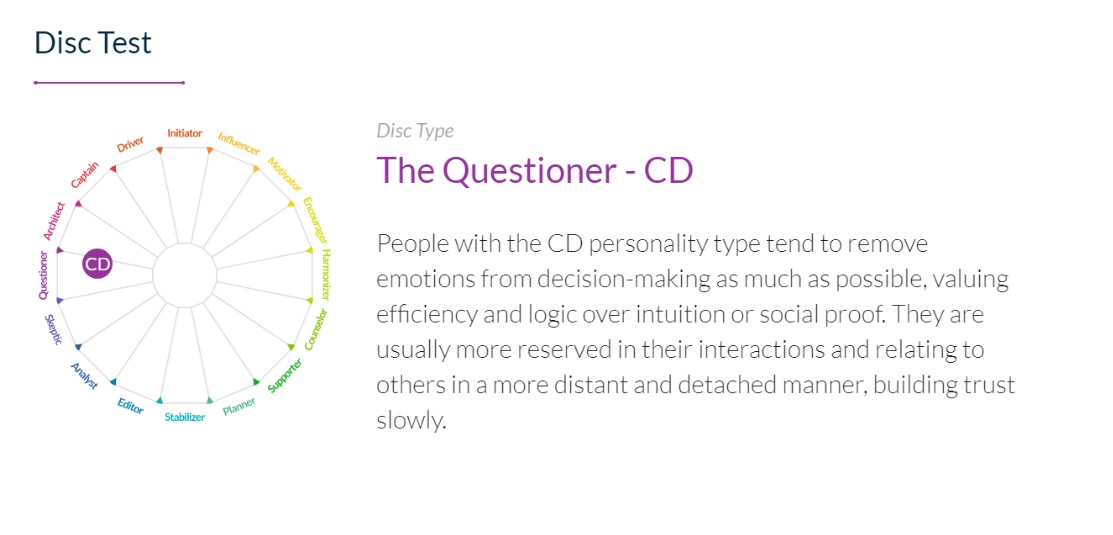 Disc Test
Initiator
Influencer
Motivator
Encourager
Harmonizer
Counselor
Supporter
Planner
Stabilizer
Editor
Analyst
Skeptic
Questioner
Architect
Captain
Driver
CD
Disc Type
The Questioner - CD
People with the CD personality type tend to remove
emotions from decision-making as much as possible, valuing
efficiency and logic over intuition or social proof. They are
usually more reserved in their interactions and relating to
others in a more distant and detached manner, building trust
slowly.